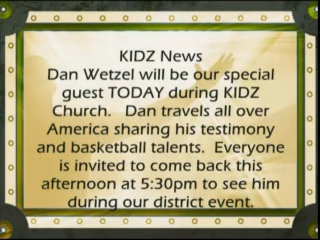 KIDZ News
Dan Wetzel will be our special
guest TODAY during KIDZ
Church.   Dan travels all over
America sharing his testimony
and basketball talents.  Everyone
is invited to come back this
afternoon at 5:30pm to see him
during our district event.